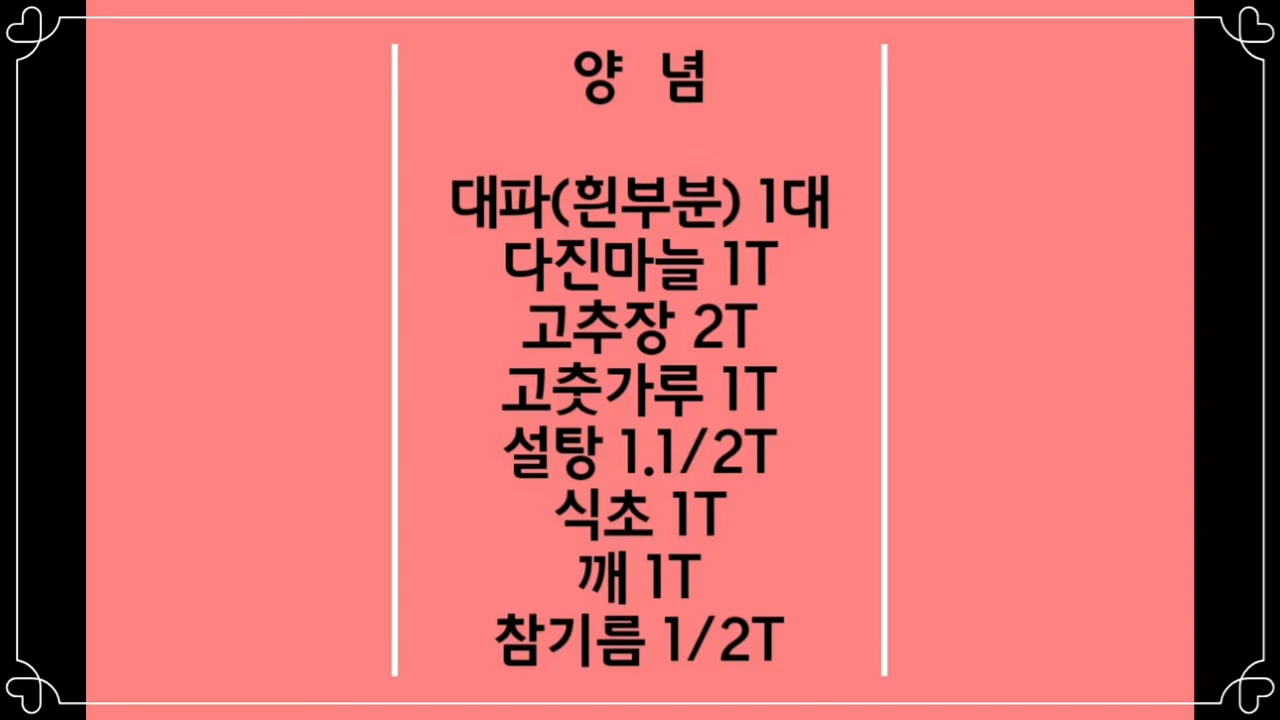 양 념
대파(흰부분) 1대
다진마늘 1T
고추장 2T
고춧가루 1T
설탕 1.1/2T
식초 1T
깨 1T
참기름 1/2T